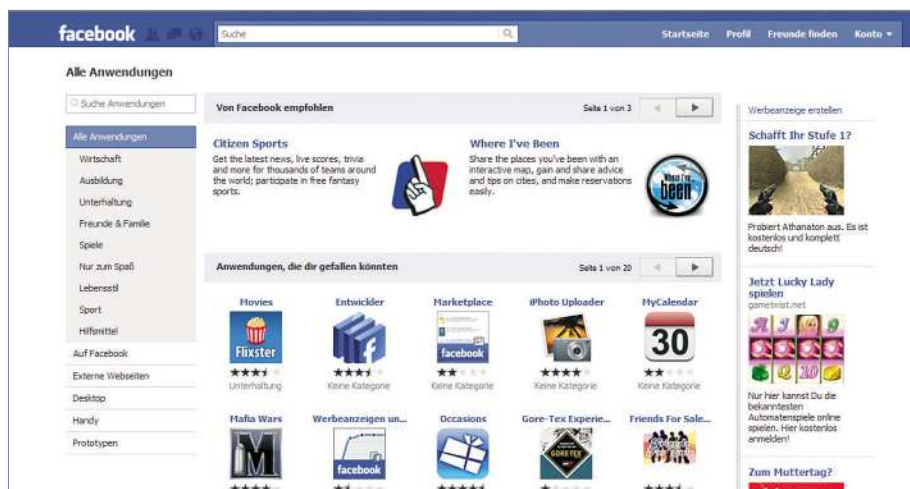 facebook
Suche
Startseite Profil Freunde finden Konto
Alle Anwendungen
Suche Anwendungen
Alle Anwendungen
Wirtschaft
Ausbildung
Unterhaltung
Freunde & Familie
Spiele
Nur zum Spaß
Lebensstil
Sport
Hilfsmittel
Auf Facebook
Externe Webseiten
Desktop
Handy
Prototypen
Von Facebook empfohlen
Seite 1 von 3
Citizen Sports
Get the latest news, live scores, trivia
and more for thousands of teams around
the world; participate in free fantasy
sports.
Where I've Been
Share the places you've been with an
interactive map, gain and share advice
and tips on cities, and make reservations
easily.
Where I've
been
Anwendungen, die dir gefallen könnten
Seite 1 von 20
Movies
Flixster
Unterhaltung
Entwickler
Keine Kategorie
Marketplace
facebook
Keine Kategorie
iPhoto Uploader
Keine Kategorie
MyCalendar
30
Keine Kategorie
Mafia Wars
M
Werbeanzeigen un...
facebook
Occasions
Gore-Tex Experie...
GORE-TEX
Friends For Sale...
Werbeanzeige erstellen
Schafft Ihr Stufe 1?
Probiert Athanaton aus. Es ist
kostenlos und komplett
deutsch!
Jetzt Lucky Lady
spielen
gametwist.net
Nur hier kannst Du die
bekanntesten
Automatenspiele online
spielen. Hier kostenlos
anmelden!
Zum Muttertag?